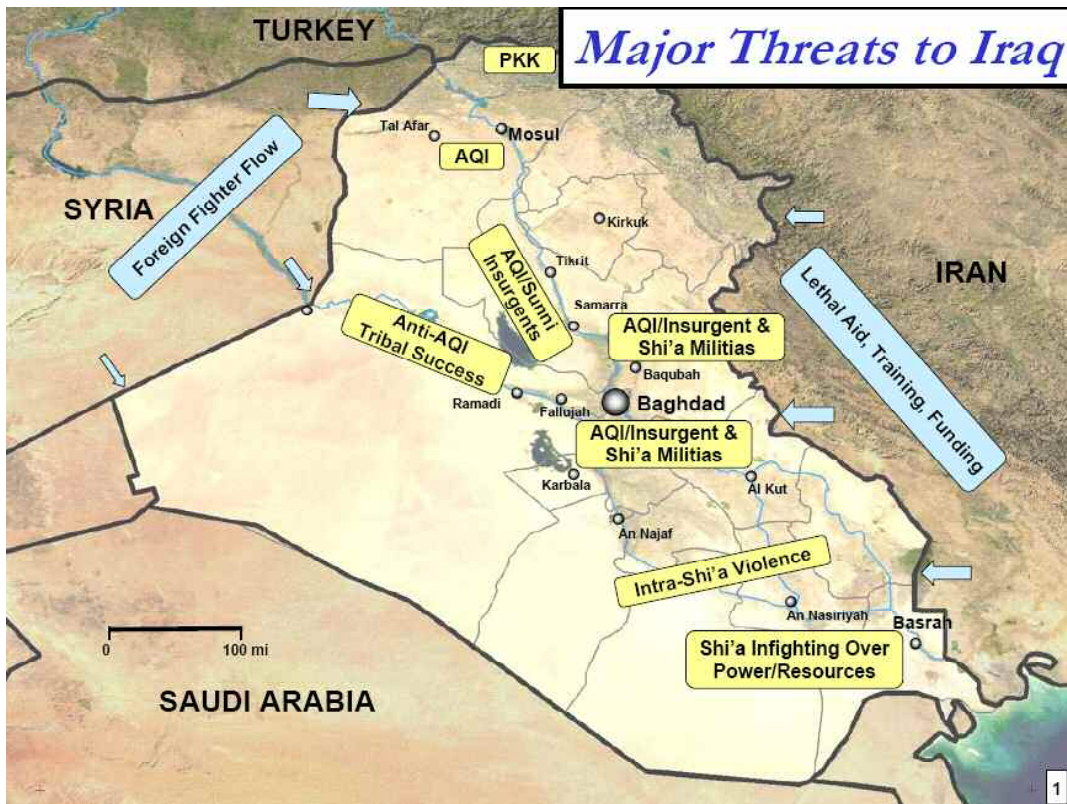 Major Threats to Iraq
TURKEY
PKK
Tal Afar
Mosul
AQI
Foreign Fighter Flow
SYRIA
Kirkuk
IRAN
Tikrit
AQI/Sunni
Insurgents
Samarra
Lethal Aid, Training, Funding
Anti-AQI
Tribal Success
AQI/Insurgent &
Shi'a Militias
Baqubah
Ramadi
Fallujah
Baghdad
AQI/Insurgent &
Shi'a Militias
Karbala
Al Kut
An Najaf
Intra-Shi'a Violence
An Nasiriyah
Basrah
Shi'a Infighting Over
Power/Resources
0
100 mi
SAUDI ARABIA
1